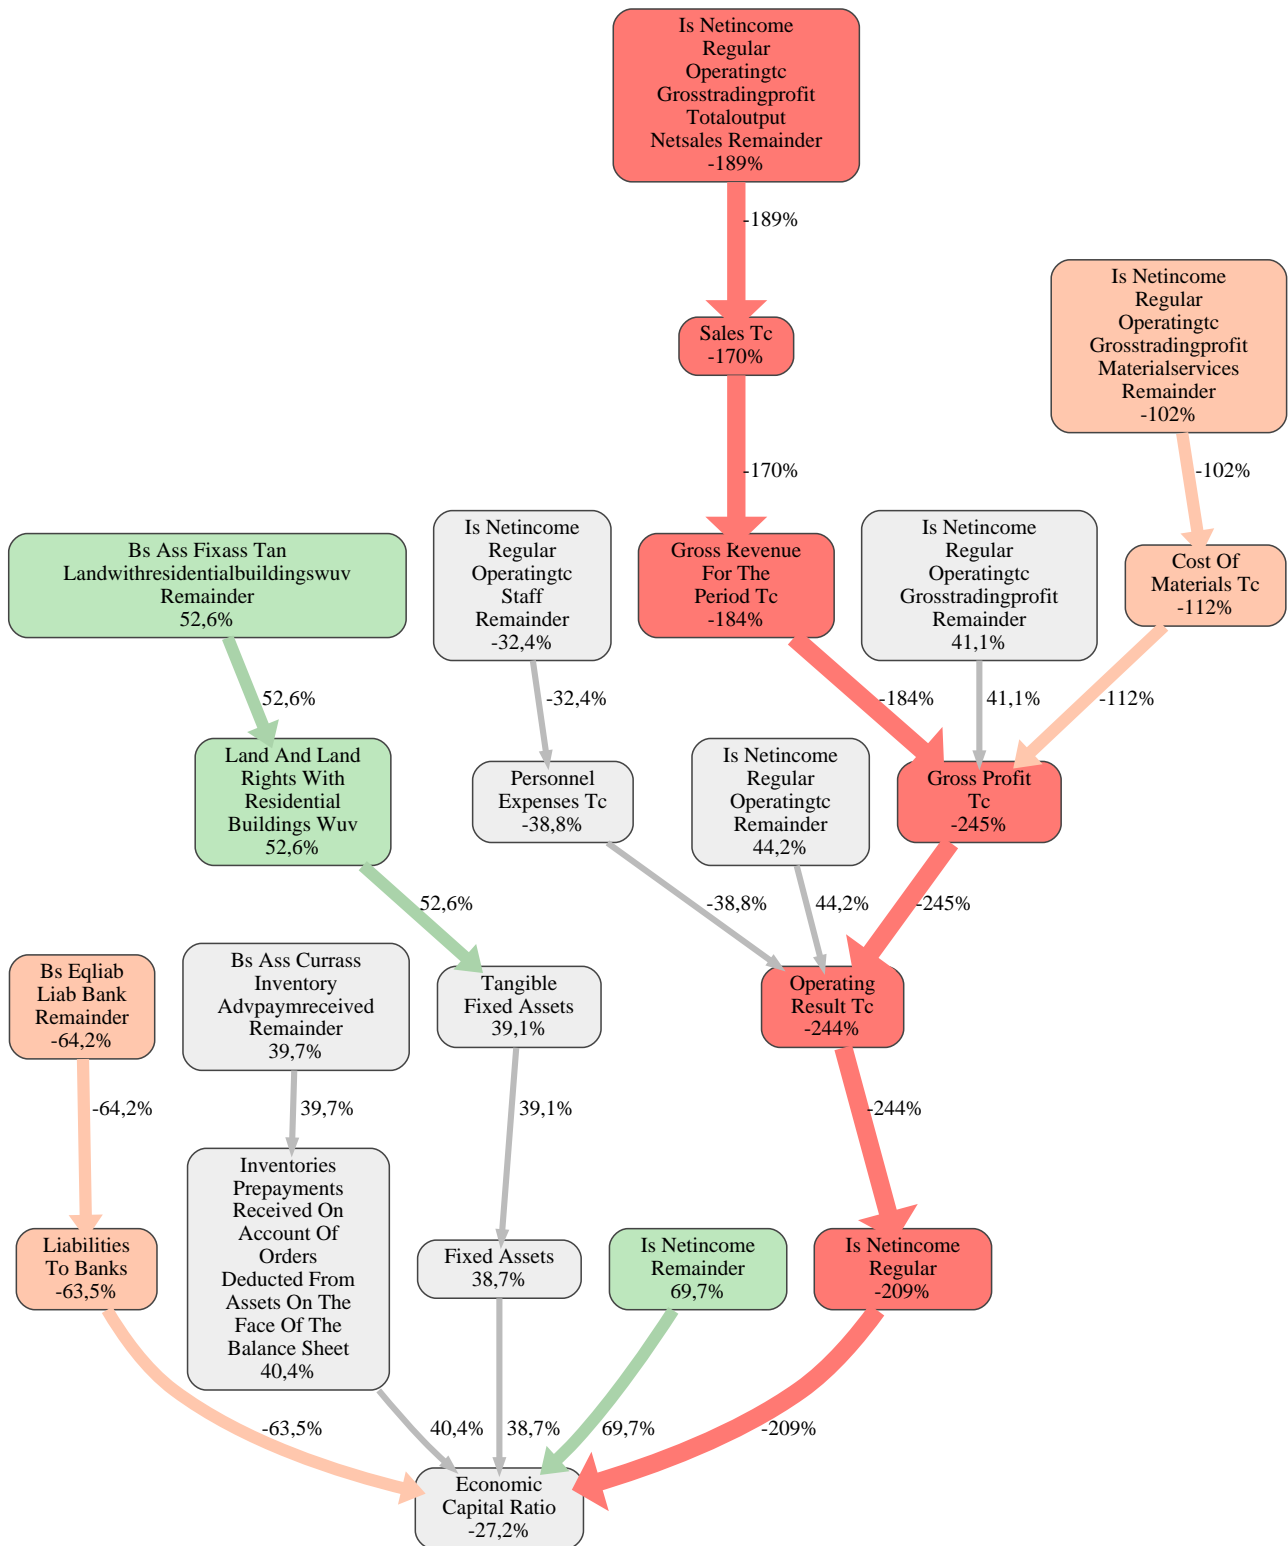 Is Netincome
Regular
Operatingtc
Grosstradingprofit
Totaloutput
Netsales Remainder
-189%
-189%
Is Netincome
Regular
Operatingtc
Grosstradingprofit
Materialservices
Remainder
-102%
Sales Tc
-170%
-170%
-102%
Bs Ass Fixass Tan
Landwithresidentialbuildingswuv
Remainder
52,6%
Is Netincome
Regular
Operatingtc
Staff
Remainder
-32,4%
Gross Revenue
For The
Period Tc
-184%
Is Netincome
Regular
Operatingtc
Grosstradingprofit
Remainder
41,1%
Cost Of
Materials Tc
-112%
52,6%
-32,4%
-184%
41,1%
-112%
Land And Land
Rights With
Residential
Buildings Wuv
52,6%
Personnel
Expenses Tc
-38,8%
Is Netincome
Regular
Operatingtc
Remainder
44,2%
Gross Profit
Tc
-245%
52,6%
-38,8%
44,2%
-245%
Bs Eqliab
Liab Bank
Remainder
-64,2%
Bs Ass Currass
Inventory
Advpaymreceived
Remainder
39,7%
Tangible
Fixed Assets
39,1%
Operating
Result Tc
-244%
-64,2%
39,7%
39,1%
-244%
Liabilities
To Banks
-63,5%
Inventories
Prepayments
Received On
Account Of
Orders
Deducted From
Assets On The
Face Of The
Balance Sheet
40,4%
Fixed Assets
38,7%
Is Netincome
Remainder
69,7%
Is Netincome
Regular
-209%
-63,5%
40,4%
38,7%
69,7%
-209%
Economic
Capital Ratio
-27,2%